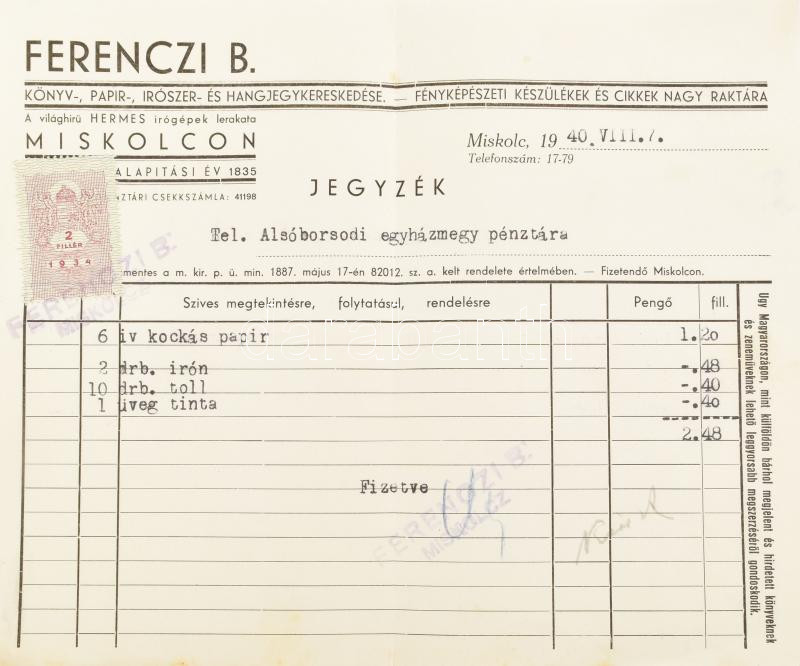 FERENCZI B.
KÖNYV-, PAPIR-, IRÓSZER- ÉS HANGJEGYKERESKEDÉSE. — FÉNYKÉPÉSZETI KÉSZÜLÉKEK ÉS CIKKEK NAGY RAKTÁRA
A világhirü HERMES irógépek lerakata
MISKOLCON
ALAPITÁSI ÉV 1835
ZTÁRI CSEKKSZÁMLA: 41198
Miskolc, 19 40.VIII.7.
Telefonszám: 17-79
JEGYZÉK
2
FILLÉR
1934
Tel. Alsóborsodi egyházmegy pénztára
mentes a m. kir. p. ü. min. 1887. május 17-én 82012. sz. a. kelt rendelete értelmében. — Fizetendő Miskolcon.
FERENCZI B.
MISKOLCZ
Szives megtekintésre, folytatásul, rendelésre Pengő fill.
6 iv kockás papir 1.20
2 drb. irón -.48
10 drb. toll -.40
1 üveg tinta -.40
2.48
Fizetve
FERENCZI B.
MISKOLCZ
Ugy Magyarországon, mint külföldön bárhol megjelent és hirdetett könyveknek
és zeneműveknek lehető leggyorsabb megszerzéséről gondoskodik.
darabanth